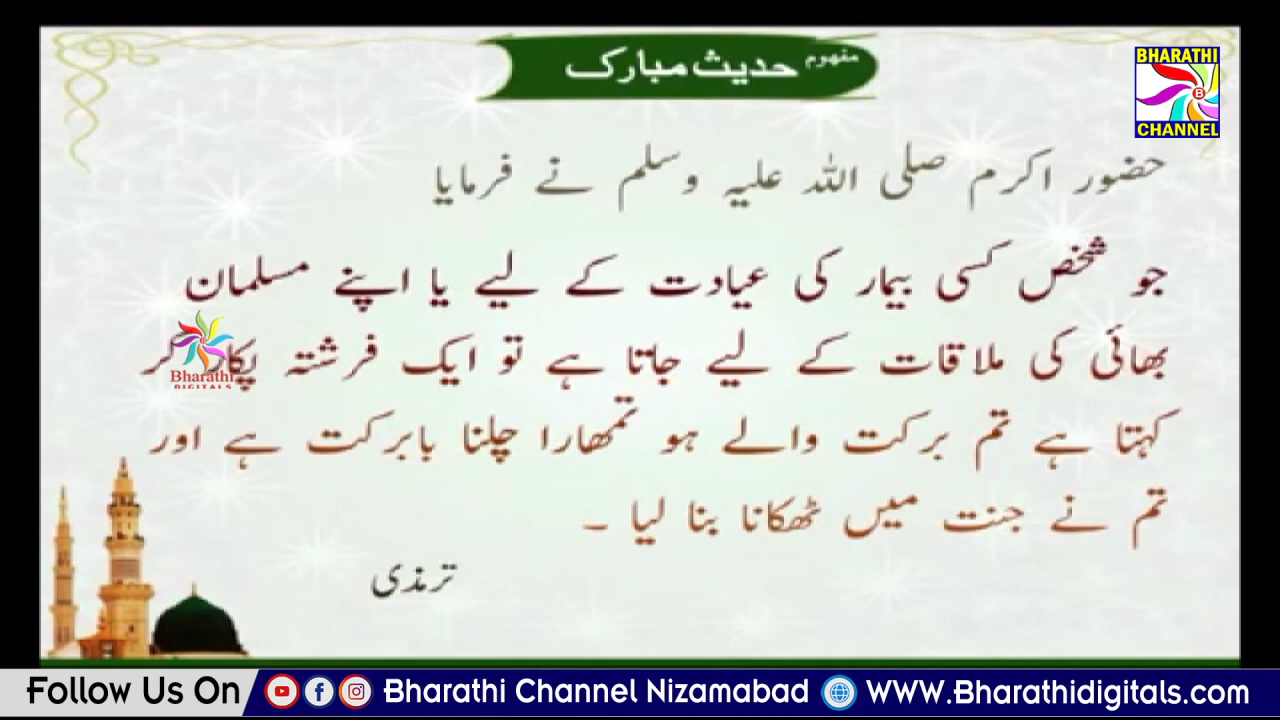 مفہوم حدیث مبارک
BHARATHI
B
CHANNEL
حضور اکرم صلی اللہ علیہ وسلم نے فرمایا
جو شخص کسی بیمار کی عیادت کے لیے یا اپنے مسلمان
بھائی کی ملاقات کے لیے جاتا ہے تو ایک فرشتہ پکار کر
Bharathi
DIGITALS
کہتا ہے تم برکت والے ہو تمھارا چلنا بابرکت ہے اور
تم نے جنت میں ٹھکانا بنا لیا ۔
ترمذی
Follow Us On Bharathi Channel Nizamabad WWW.Bharathidigitals.com